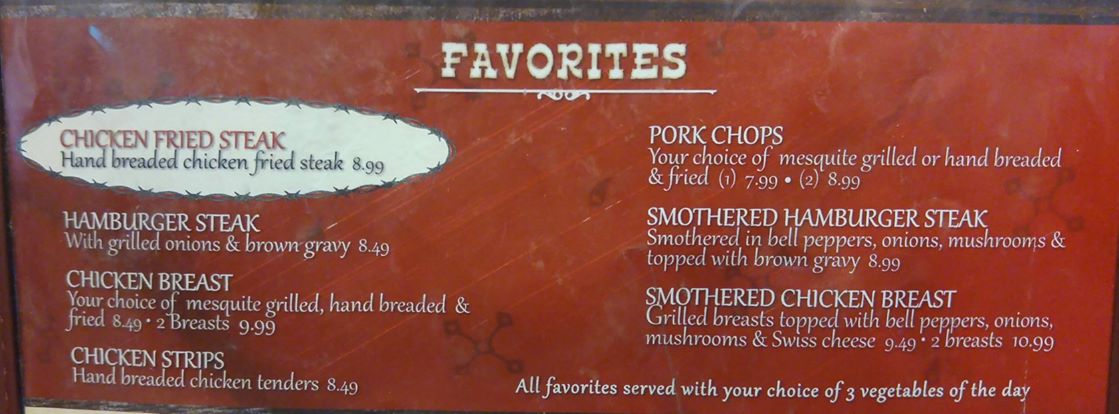 FAVORITES
CHICKEN FRIED STEAK
Hand breaded chicken fried steak 8.99
HAMBURGER STEAK
With grilled onions & brown gravy 8.49
CHICKEN BREAST
Your choice of mesquite grilled, hand breaded &
fried 8.49 • 2 Breasts 9.99
CHICKEN STRIPS
Hand breaded chicken tenders 8.49
PORK CHOPS
Your choice of mesquite grilled or hand breaded
& fried (1) 7.99 • (2) 8.99
SMOTHERED HAMBURGER STEAK
Smothered in bell peppers, onions, mushrooms &
topped with brown gravy 8.99
SMOTHERED CHICKEN BREAST
Grilled breasts topped with bell peppers, onions,
mushrooms & Swiss cheese 9.49 • 2 breasts 10.99
All favorites served with your choice of 3 vegetables of the day